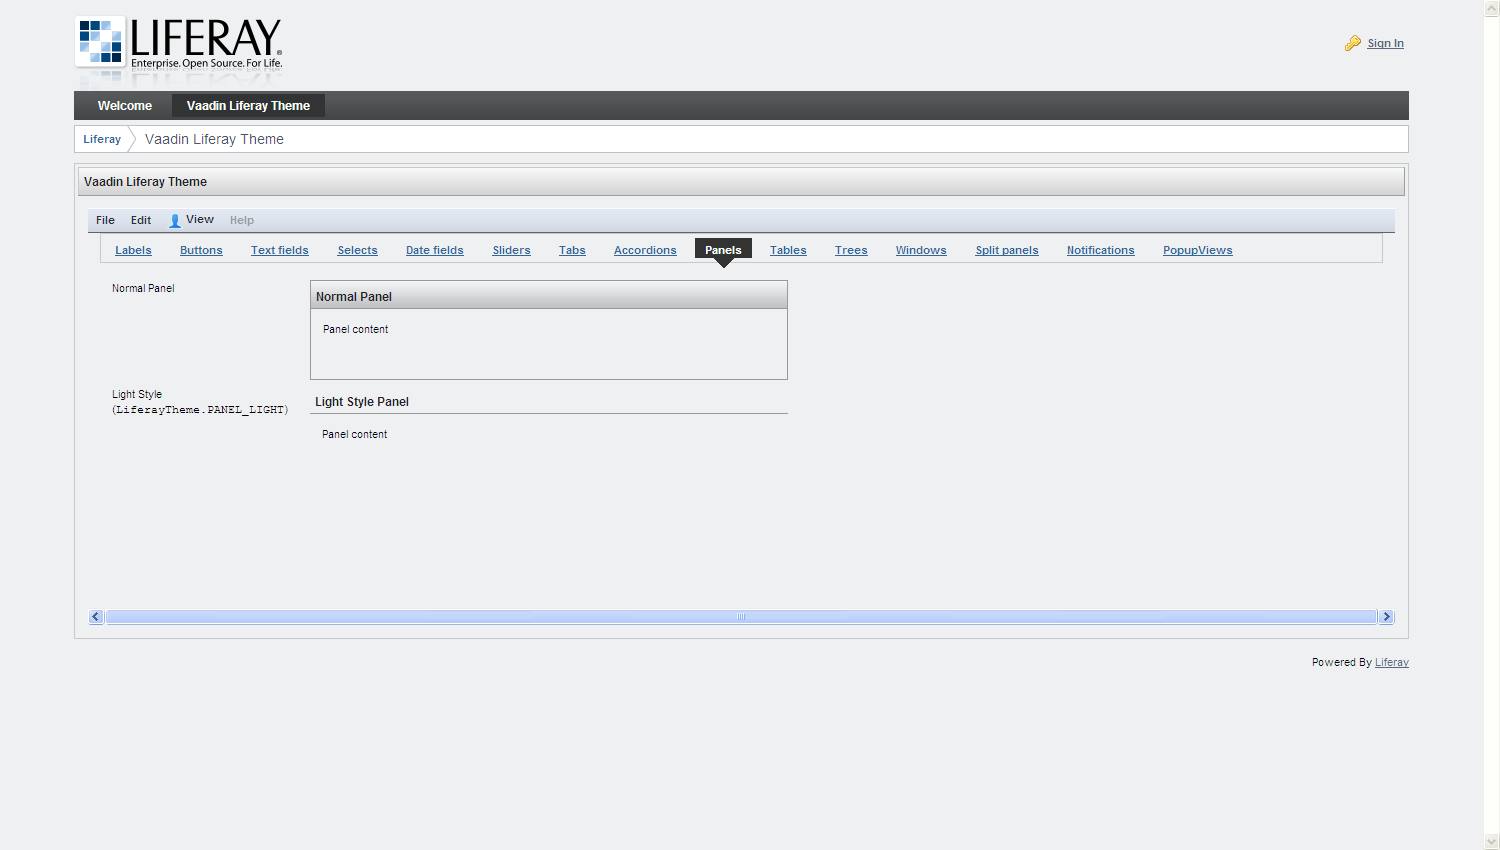 LIFERAY®
Enterprise. Open Source. For Life.
Sign In
Welcome Vaadin Liferay Theme
Liferay Vaadin Liferay Theme
Vaadin Liferay Theme
File Edit View Help
Labels Buttons Text fields Selects Date fields Sliders Tabs Accordions Panels Tables Trees Windows Split panels Notifications PopupViews
Normal Panel
Normal Panel
Panel content
Light Style
(LiferayTheme.PANEL_LIGHT)
Light Style Panel
Panel content
Powered By Liferay